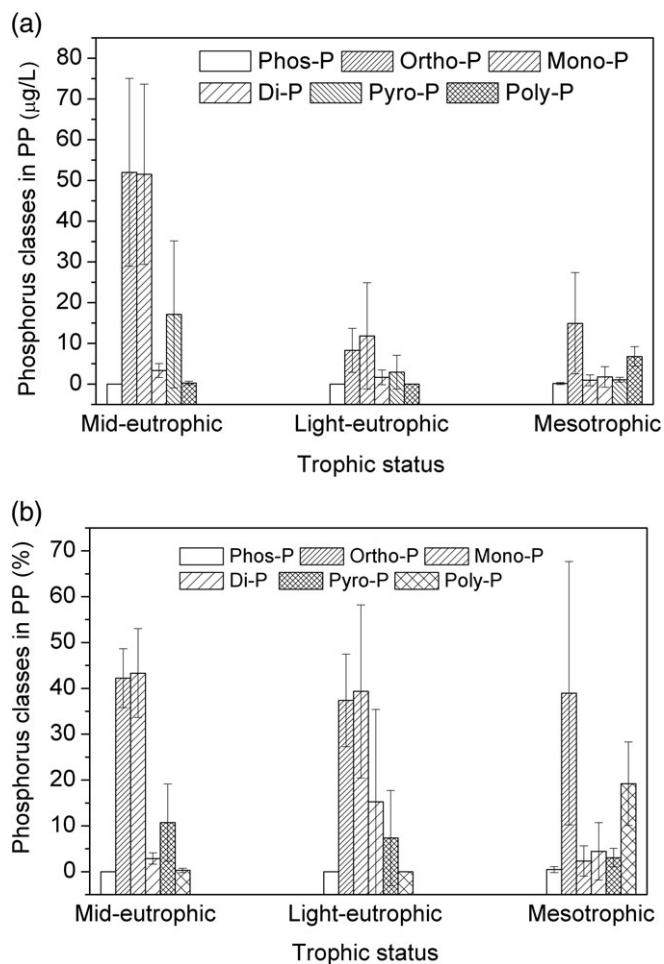 (a)
Phosphorus classes in PP (µg/L)
80
70
60
50
40
30
20
10
0
Phos-P Ortho-P Mono-P
Di-P Pyro-P Poly-P
Mid-eutrophic Light-eutrophic Mesotrophic
Trophic status
(b)
Phosphorus classes in PP (%)
70
60
50
40
30
20
10
0
Phos-P Ortho-P Mono-P
Di-P Pyro-P Poly-P
Mid-eutrophic Light-eutrophic Mesotrophic
Trophic status